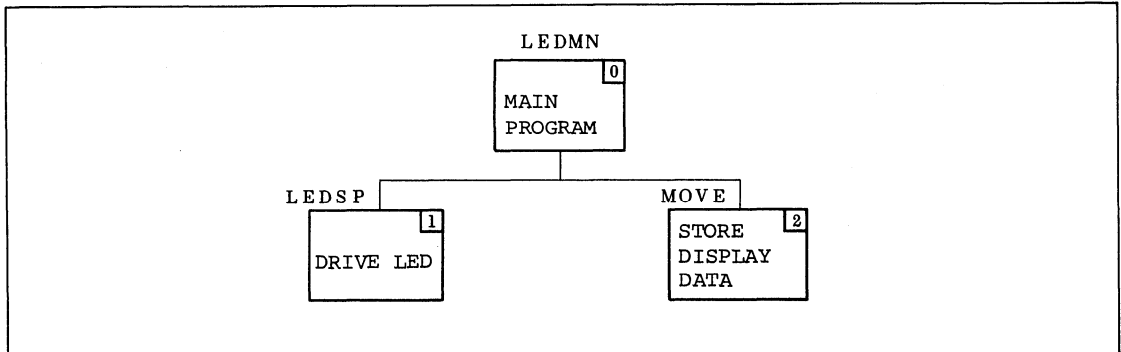 LEDMN
0
MAIN
PROGRAM
LEDSP
1
DRIVE LED
MOVE
2
STORE
DISPLAY
DATA